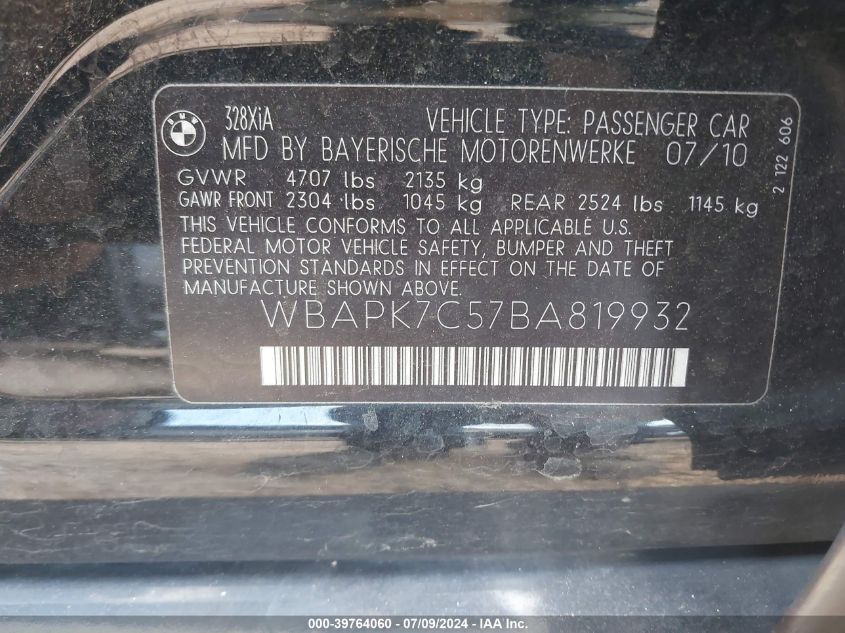 BMW
328XiA VEHICLE TYPE: PASSENGER CAR
MFD BY BAYERISCHE MOTORENWERKE 07/10
GVWR 4707 lbs 2135 kg
GAWR FRONT 2304 lbs 1045 kg REAR 2524 lbs 1145 kg
THIS VEHICLE CONFORMS TO ALL APPLICABLE U.S.
FEDERAL MOTOR VEHICLE SAFETY, BUMPER AND THEFT
PREVENTION STANDARDS IN EFFECT ON THE DATE OF
MANUFACTURE SHOWN ABOVE.
WBAPK7C57BA819932
2 122 606
000-39764060 - 07/09/2024 - IAA Inc.